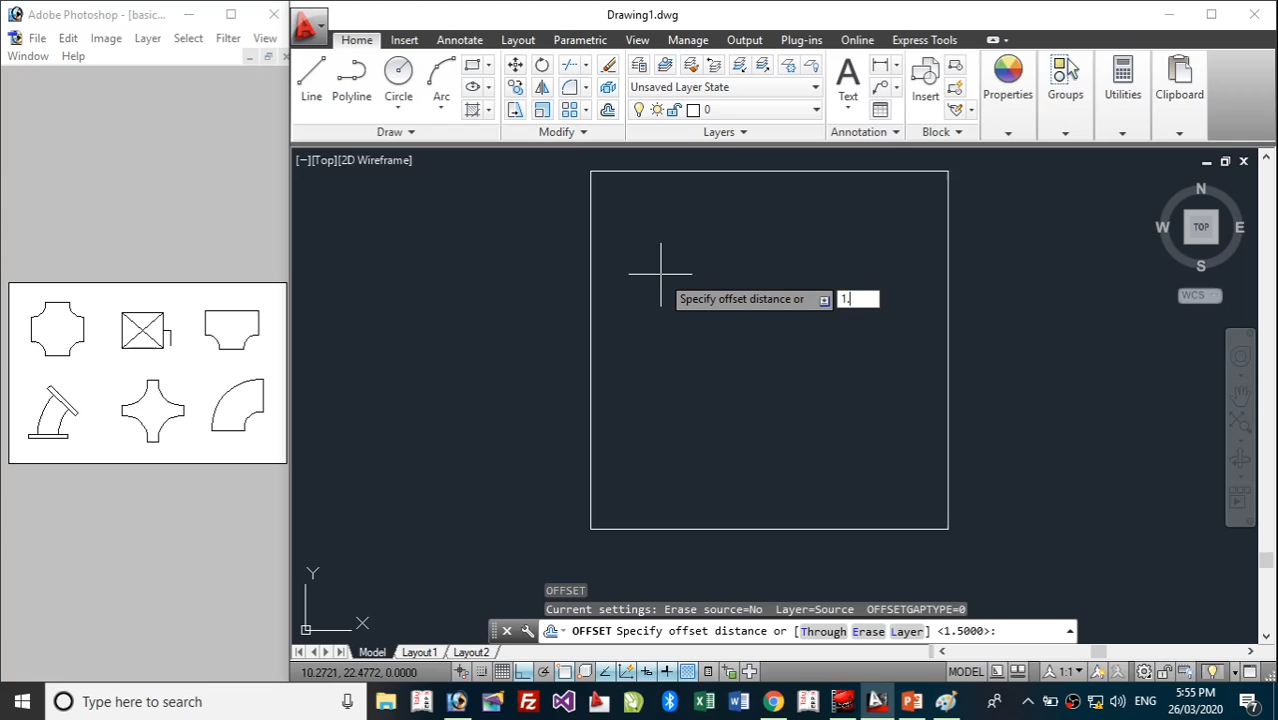 Adobe Photoshop - [basic...
File Edit Image Layer Select Filter View
Window Help
Drawing1.dwg
Home Insert Annotate Layout Parametric View Manage Output Plug-ins Online Express Tools
Line Polyline Circle Arc
Unsaved Layer State
0
Text Insert Properties Groups Utilities Clipboard
Draw Modify Layers Annotation Block
[−][Top][2D Wireframe]
N
W TOP E
S
WCS
Specify offset distance or 1.
Y
X
OFFSET
Current settings: Erase source=No Layer=Source OFFSETGAPTYPE=0
OFFSET Specify offset distance or [Through Erase Layer] <1.5000>:
Model Layout1 Layout2
10.2721, 22.4772, 0.0000 MODEL 1:1
Type here to search
ENG
5:55 PM
26/03/2020
7